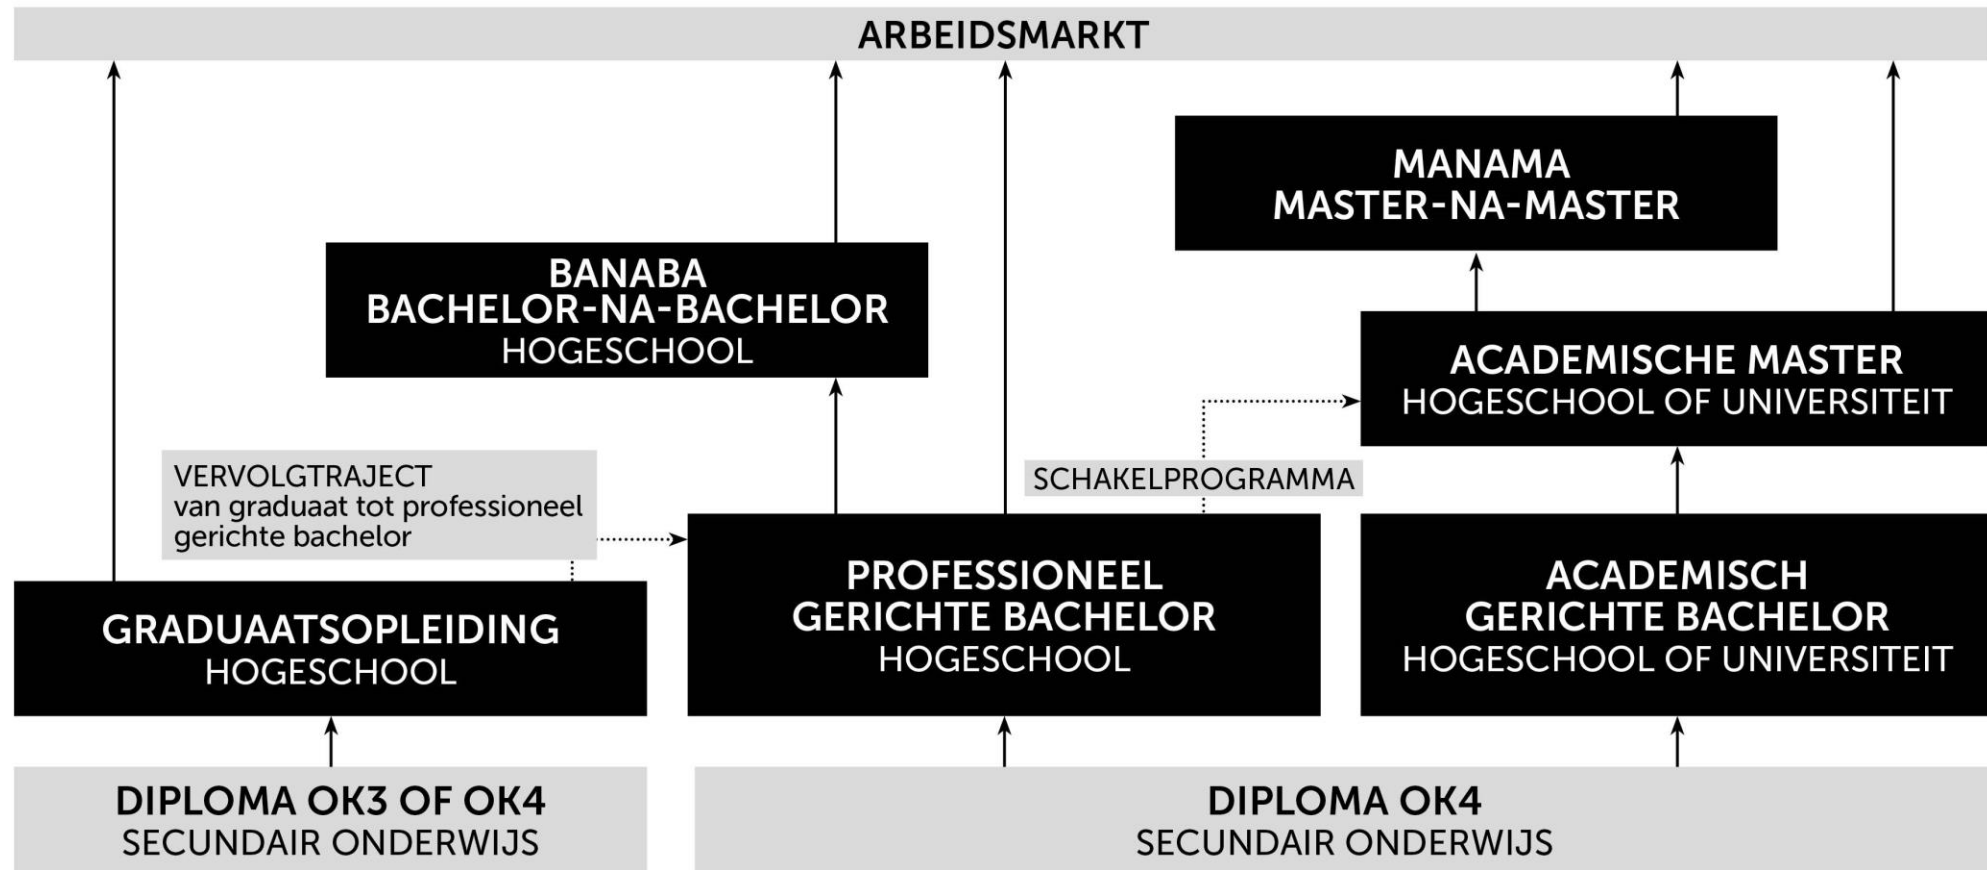 ARBEIDSMARKT
MANAMA
MASTER-NA-MASTER
BANABA
BACHELOR-NA-BACHELOR
HOGESCHOOL
ACADEMISCHE MASTER
HOGESCHOOL OF UNIVERSITEIT
VERVOLGTRAJECT
van graduaat tot professioneel
gerichte bachelor
SCHAKELPROGRAMMA
GRADUAATSOPLEIDING
HOGESCHOOL
PROFESSIONEEL
GERICHTE BACHELOR
HOGESCHOOL
ACADEMISCH
GERICHTE BACHELOR
HOGESCHOOL OF UNIVERSITEIT
DIPLOMA OK3 OF OK4
SECUNDAIR ONDERWIJS
DIPLOMA OK4
SECUNDAIR ONDERWIJS